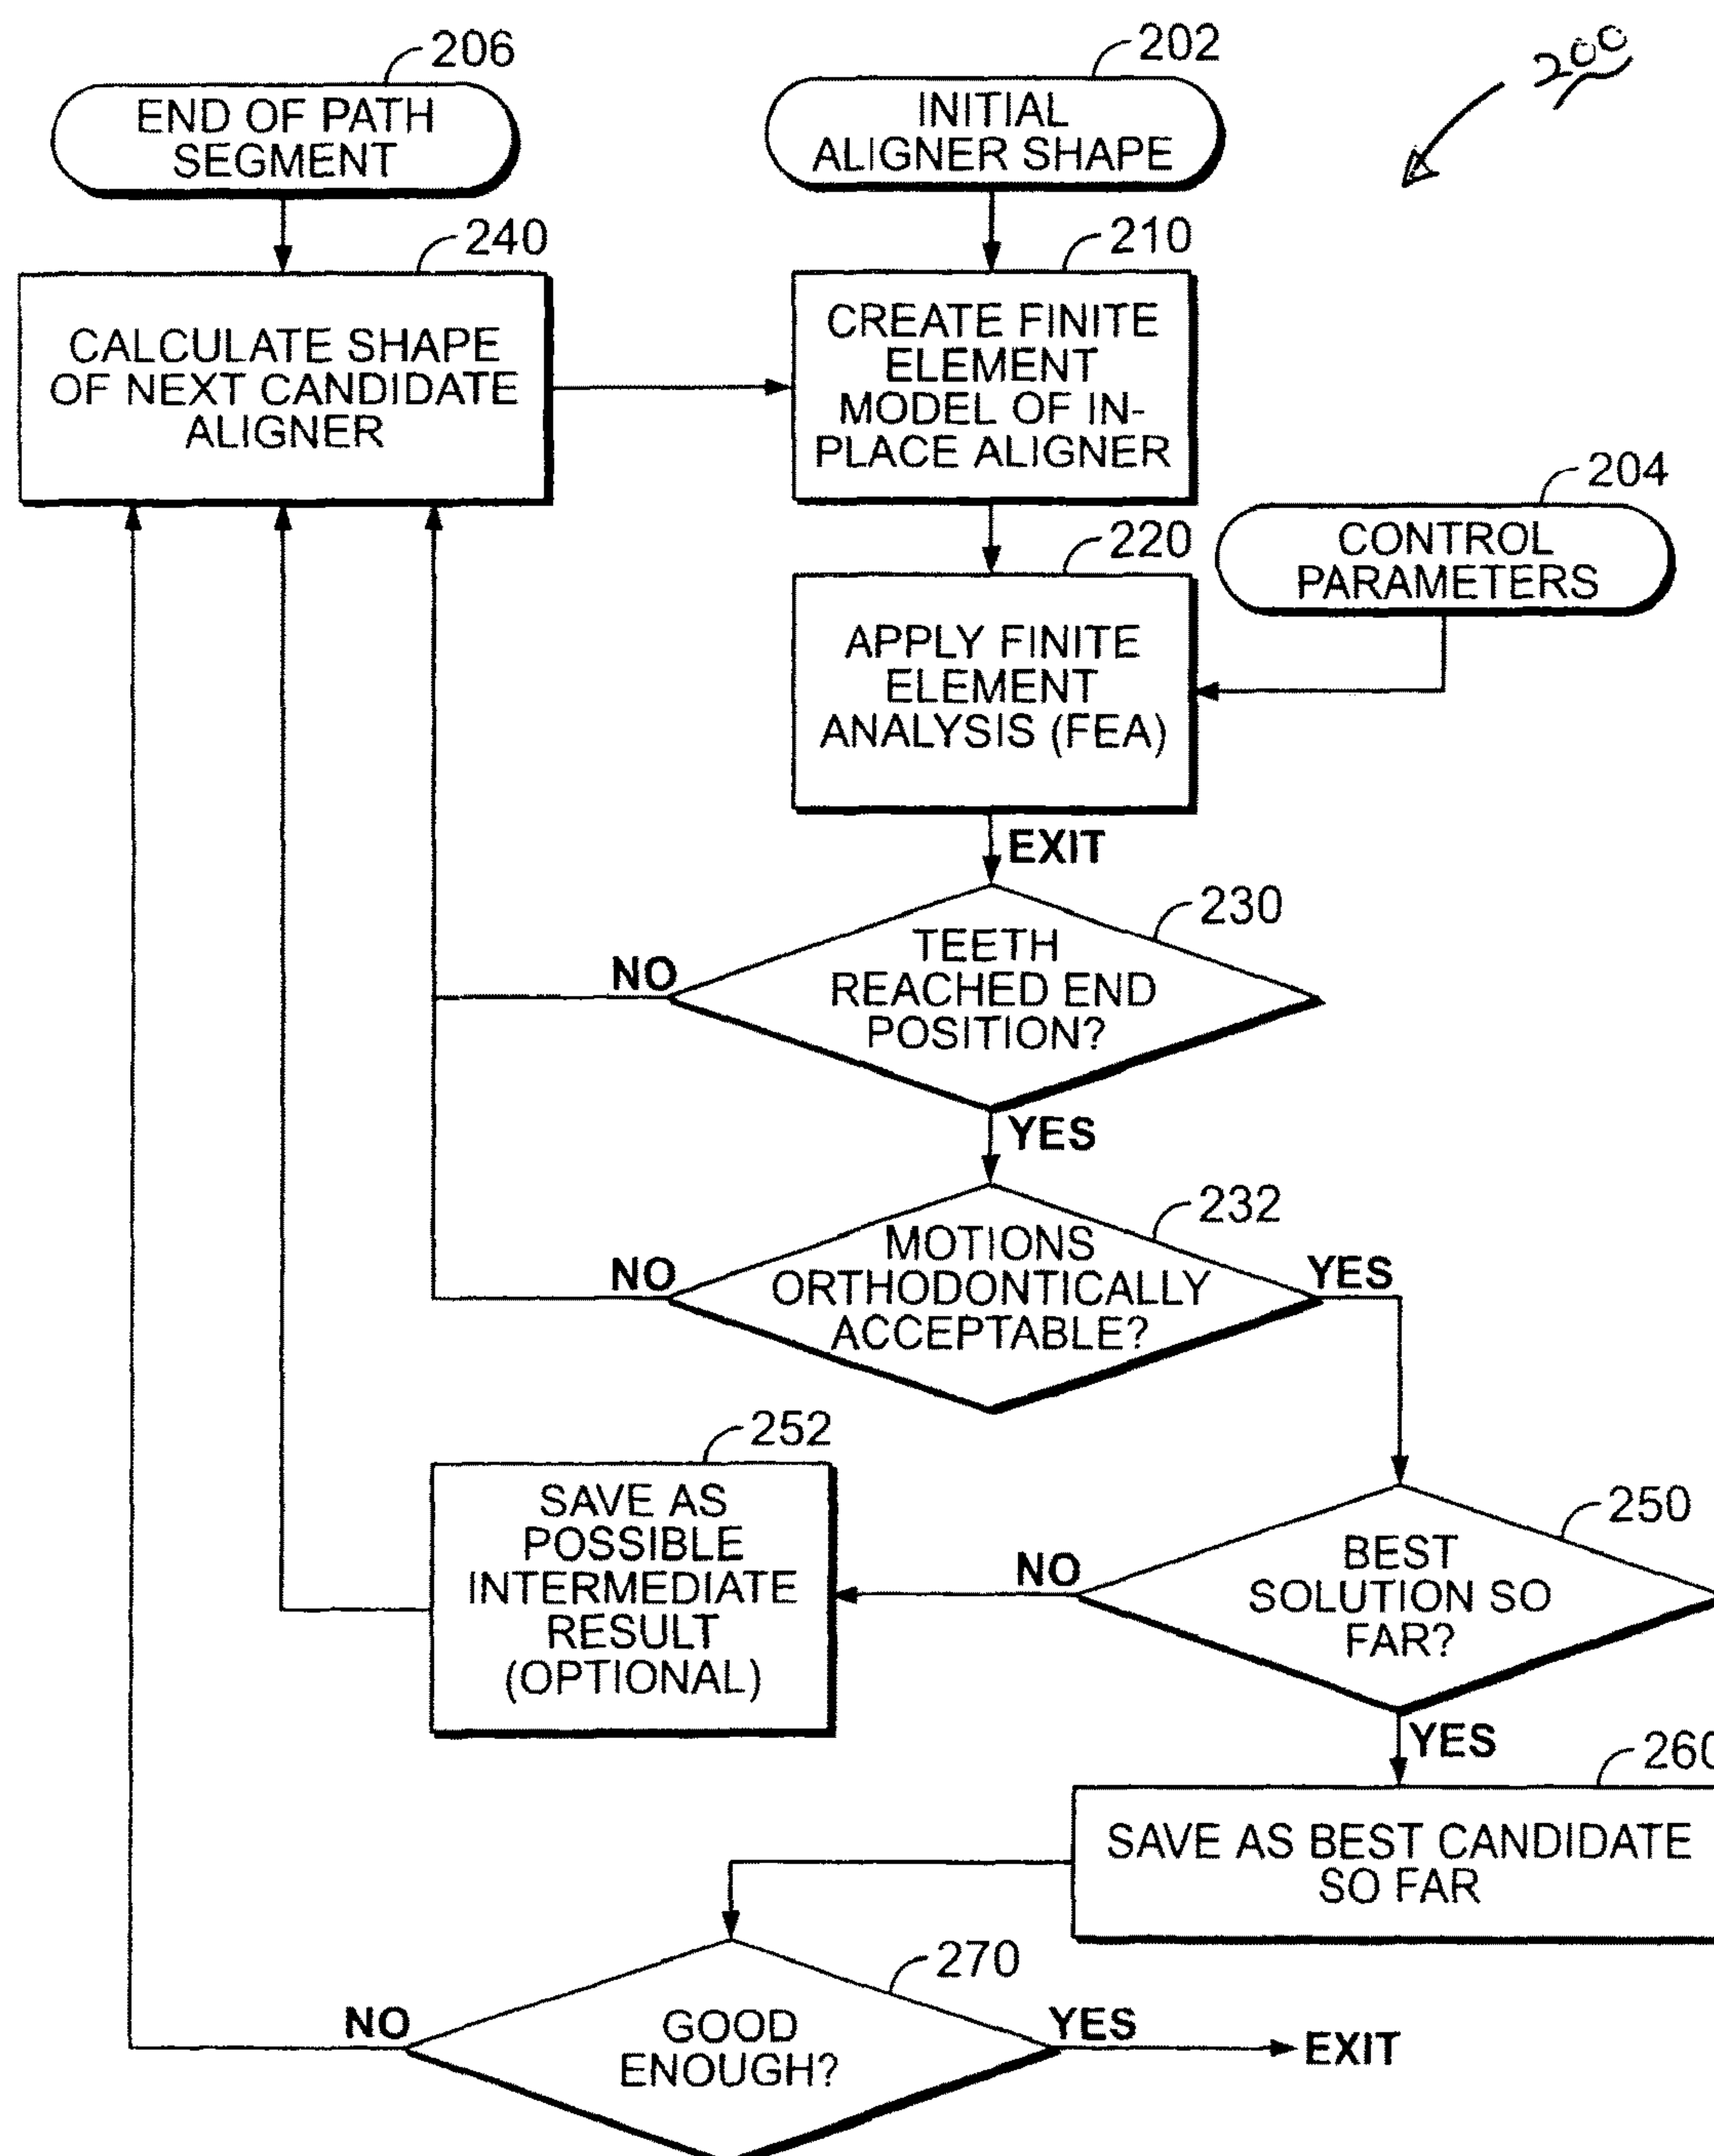 206
END OF PATH
SEGMENT
202
INITIAL
ALIGNER SHAPE
200
240
CALCULATE SHAPE
OF NEXT CANDIDATE
ALIGNER
210
CREATE FINITE
ELEMENT
MODEL OF IN-
PLACE ALIGNER
204
CONTROL
PARAMETERS
220
APPLY FINITE
ELEMENT
ANALYSIS (FEA)
EXIT
230
TEETH
REACHED END
POSITION?
NO
YES
232
MOTIONS
ORTHODONTICALLY
ACCEPTABLE?
NO
YES
252
SAVE AS
POSSIBLE
INTERMEDIATE
RESULT
(OPTIONAL)
250
BEST
SOLUTION SO
FAR?
NO
YES
260
SAVE AS BEST CANDIDATE
SO FAR
270
GOOD
ENOUGH?
NO
YES
EXIT